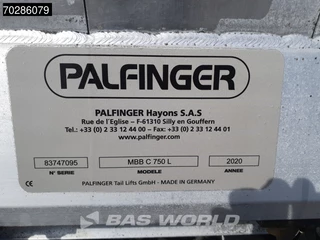 70286079
PALFINGER
PALFINGER Hayons S.A.S
Rue de l'Eglise – F-61310 Silly en Gouffern
Tel.: +33 (0) 2 33 12 44 00 – Fax: +33 (0) 2 33 12 44 01
www.palfinger.com
83747095 MBB C 750 L 2020
N° SERIE MODELE ANNEE
CE PALFINGER Tail Lifts GmbH - MADE IN GERMANY
BAS WORLD